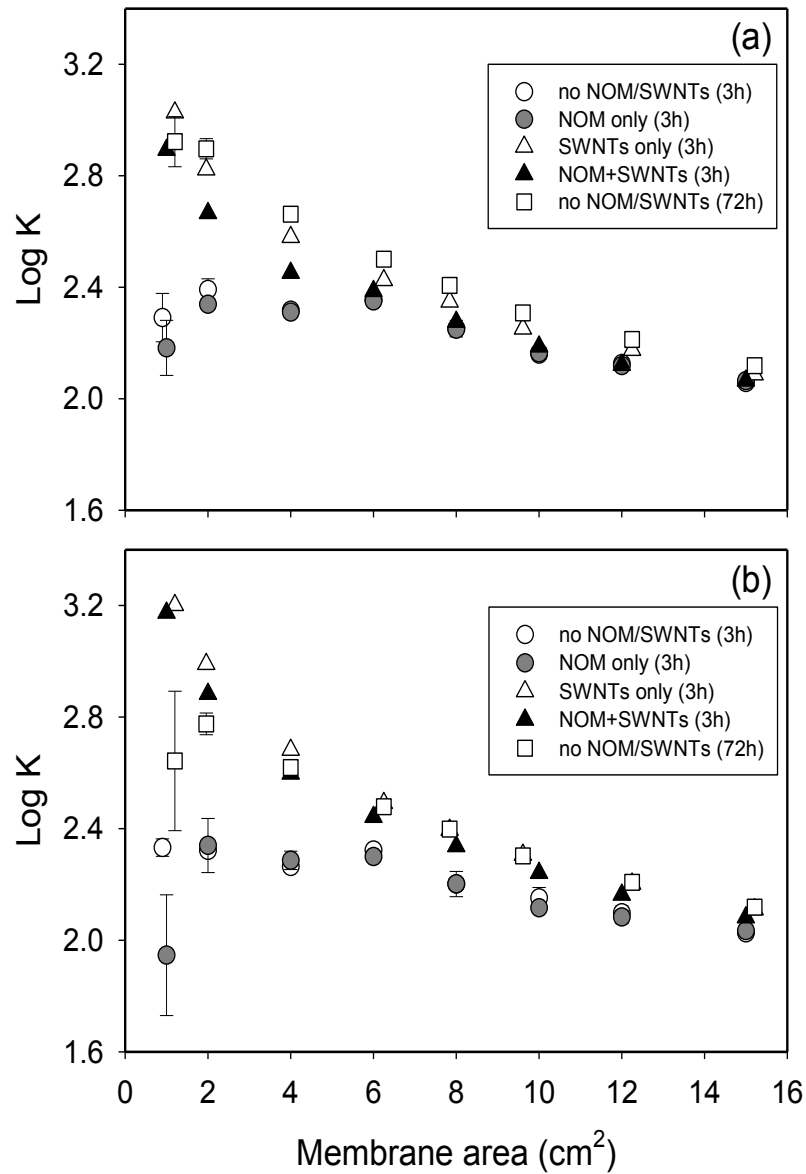 (a)
3.2
2.8
2.4
2.0
1.6
Log K
no NOM/SWNTs (3h)
NOM only (3h)
SWNTs only (3h)
NOM+SWNTs (3h)
no NOM/SWNTs (72h)
(b)
3.2
2.8
2.4
2.0
1.6
Log K
no NOM/SWNTs (3h)
NOM only (3h)
SWNTs only (3h)
NOM+SWNTs (3h)
no NOM/SWNTs (72h)
0 2 4 6 8 10 12 14 16
Membrane area (cm²)